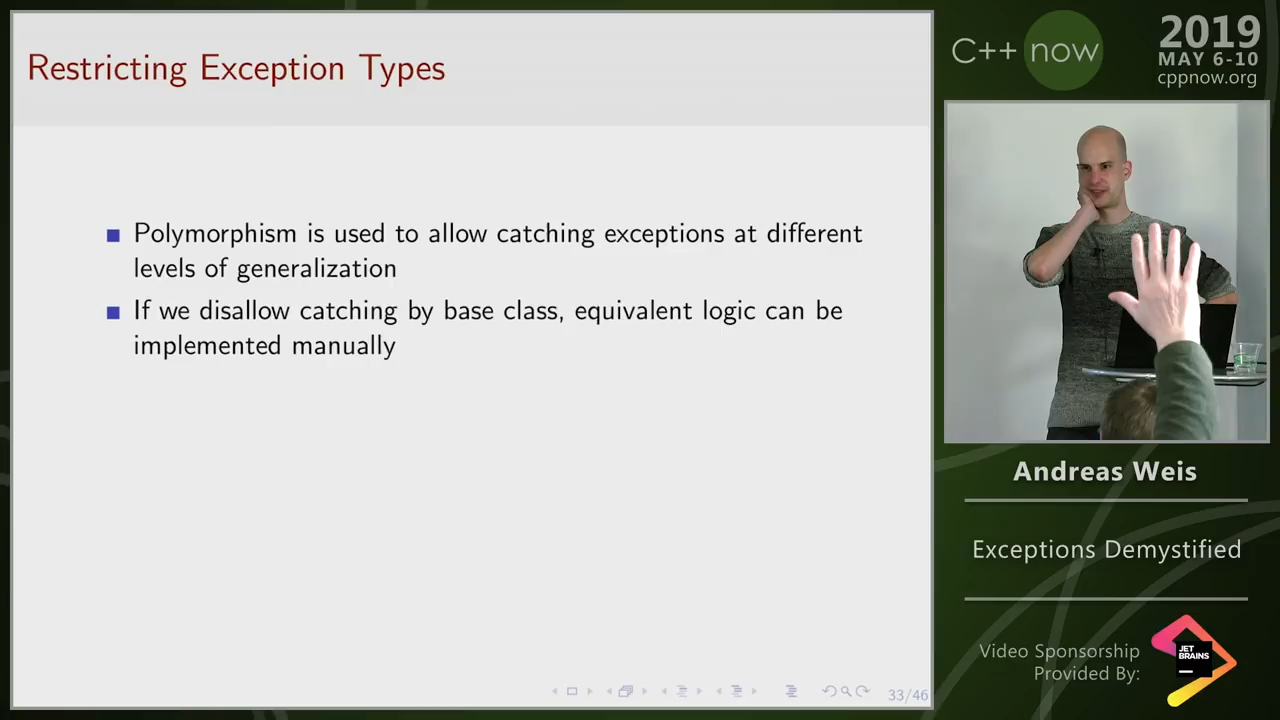 Restricting Exception Types
Polymorphism is used to allow catching exceptions at different
levels of generalization
If we disallow catching by base class, equivalent logic can be
implemented manually
33/46
C++ now
2019
MAY 6-10
cppnow.org
Andreas Weis
Exceptions Demystified
Video Sponsorship
Provided By:
JET
BRAINS